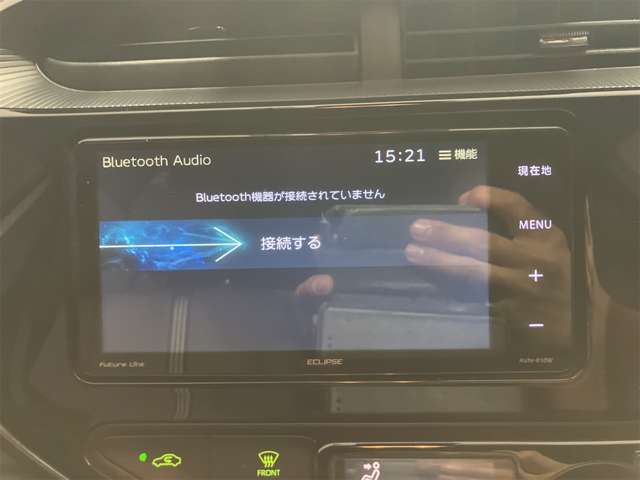 Bluetooth Audio
15:21
機能
Bluetooth機器が接続されていません
接続する
現在地
MENU
+
−
Future Link
ECLIPSE
FRONT